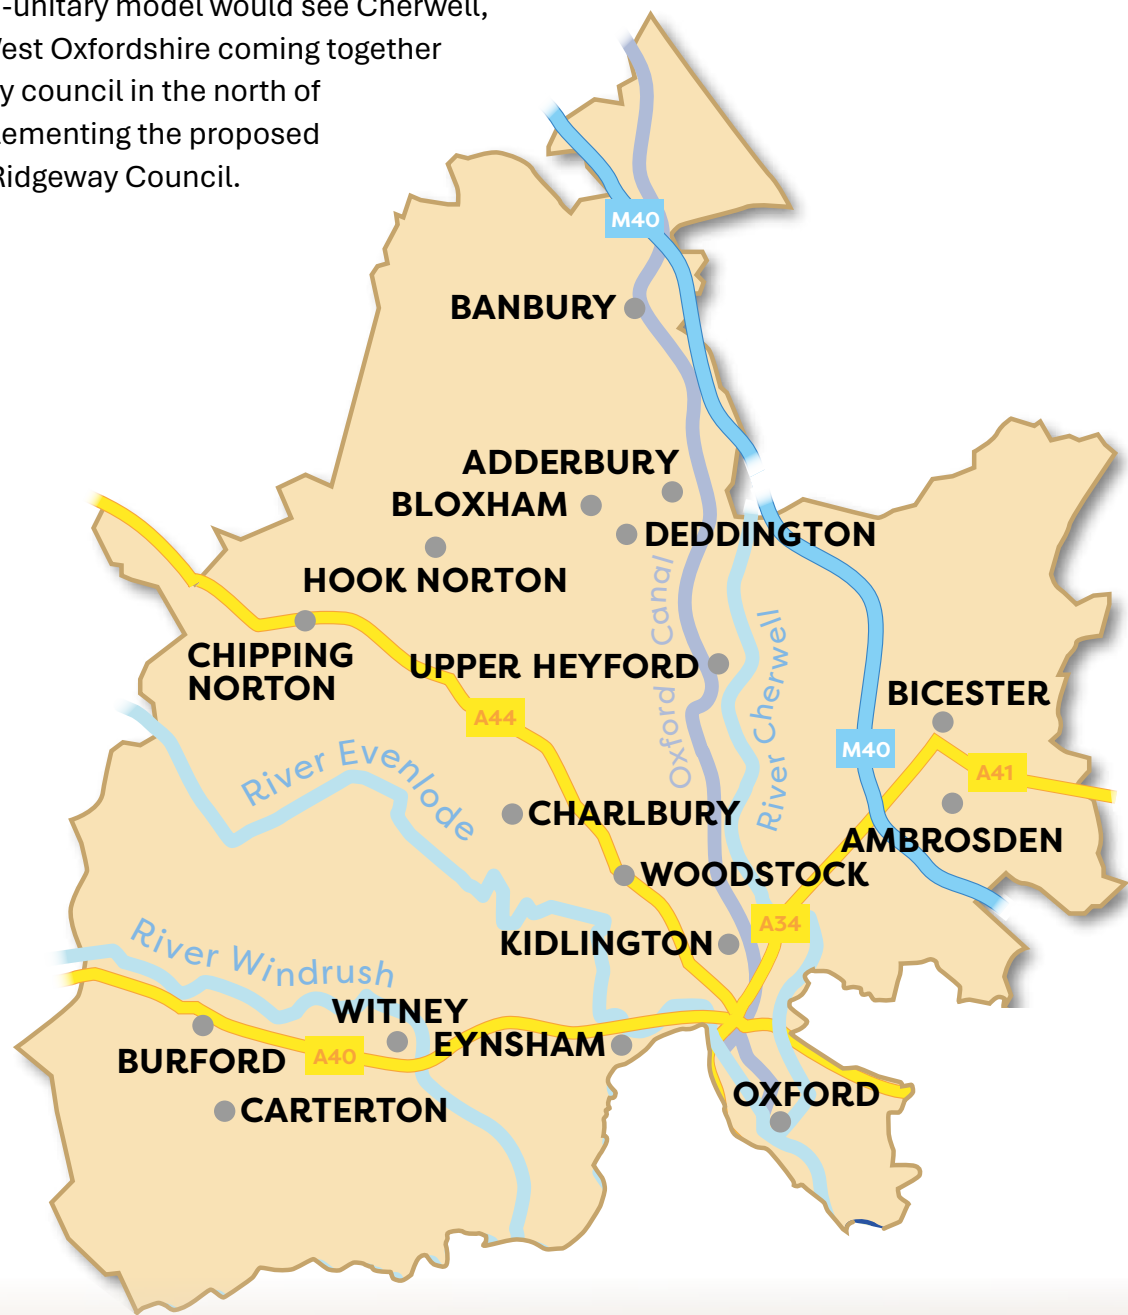 -unitary model would see Cherwell,
est Oxfordshire coming together
y council in the north of
ementing the proposed
Ridgeway Council.
M40
BANBURY
ADDERBURY
BLOXHAM
DEDDINGTON
HOOK NORTON
Oxford Canal
River Cherwell
CHIPPING
NORTON
UPPER HEYFORD
BICESTER
A44
M40
A41
River Evenlode
CHARLBURY
AMBROSDEN
WOODSTOCK
A34
KIDLINGTON
River Windrush
WITNEY
EYNSHAM
BURFORD
A40
OXFORD
CARTERTON